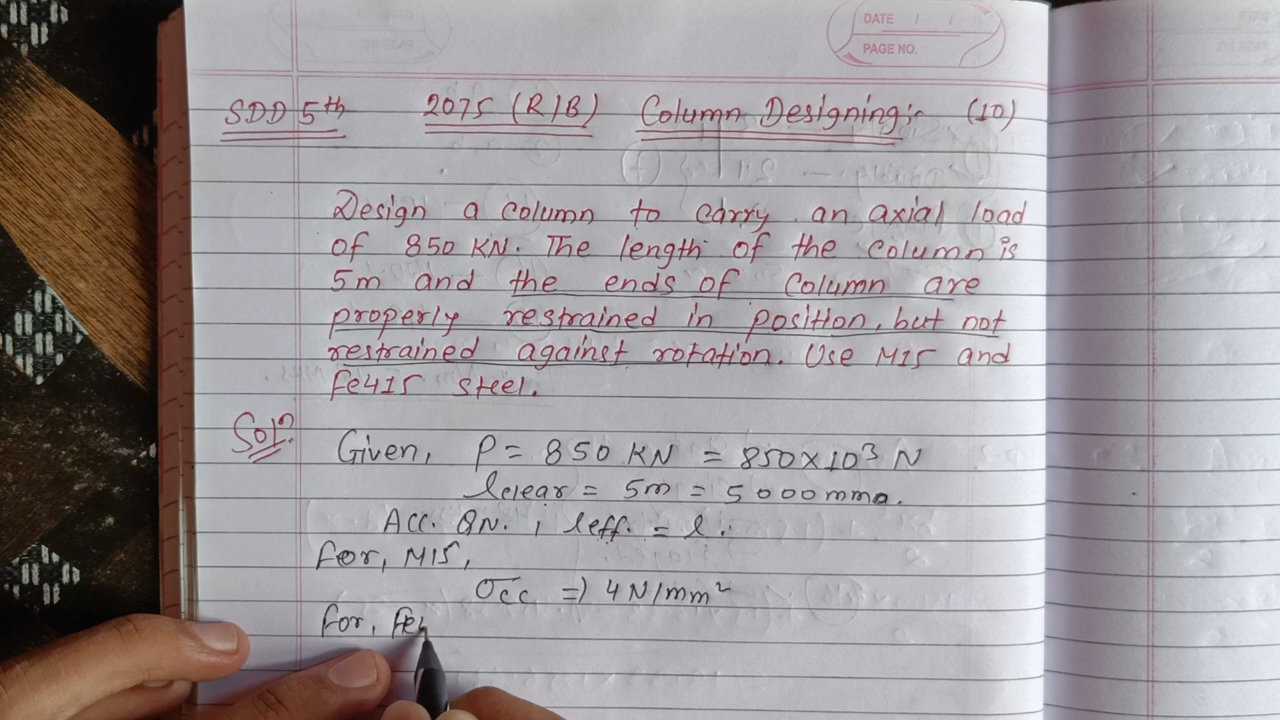 DATE / /
PAGE NO.
SDD 5th 2075 (R/B) Column Designing:- (10)
Design a column to carry an axial load
of 850 KN. The length of the column is
5m and the ends of column are
properly restrained in position, but not
restrained against rotation. Use M15 and
fe415 steel.
Solⁿ:
Given, P = 850 KN = 850×10³ N
lclear = 5m = 5000mm.
Acc. QN. , leff. = l.
for, M15,
σcc => 4 N/mm²
for, fe4